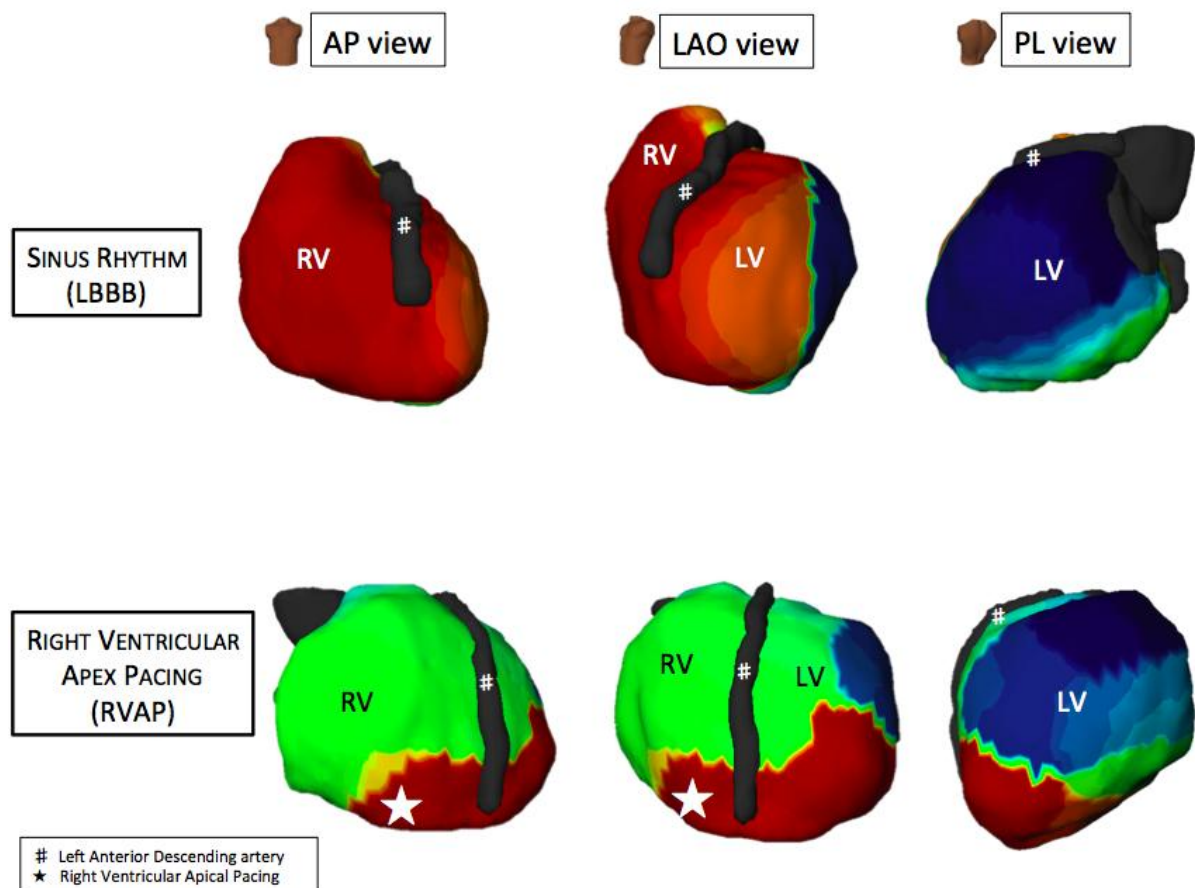 AP view
LAO view
PL view
SINUS RHYTHM
(LBBB)
RV
#
RV
#
LV
#
LV
RIGHT VENTRICULAR
APEX PACING
(RVAP)
RV
#
RV
#
LV
#
LV
# Left Anterior Descending artery
★ Right Ventricular Apical Pacing